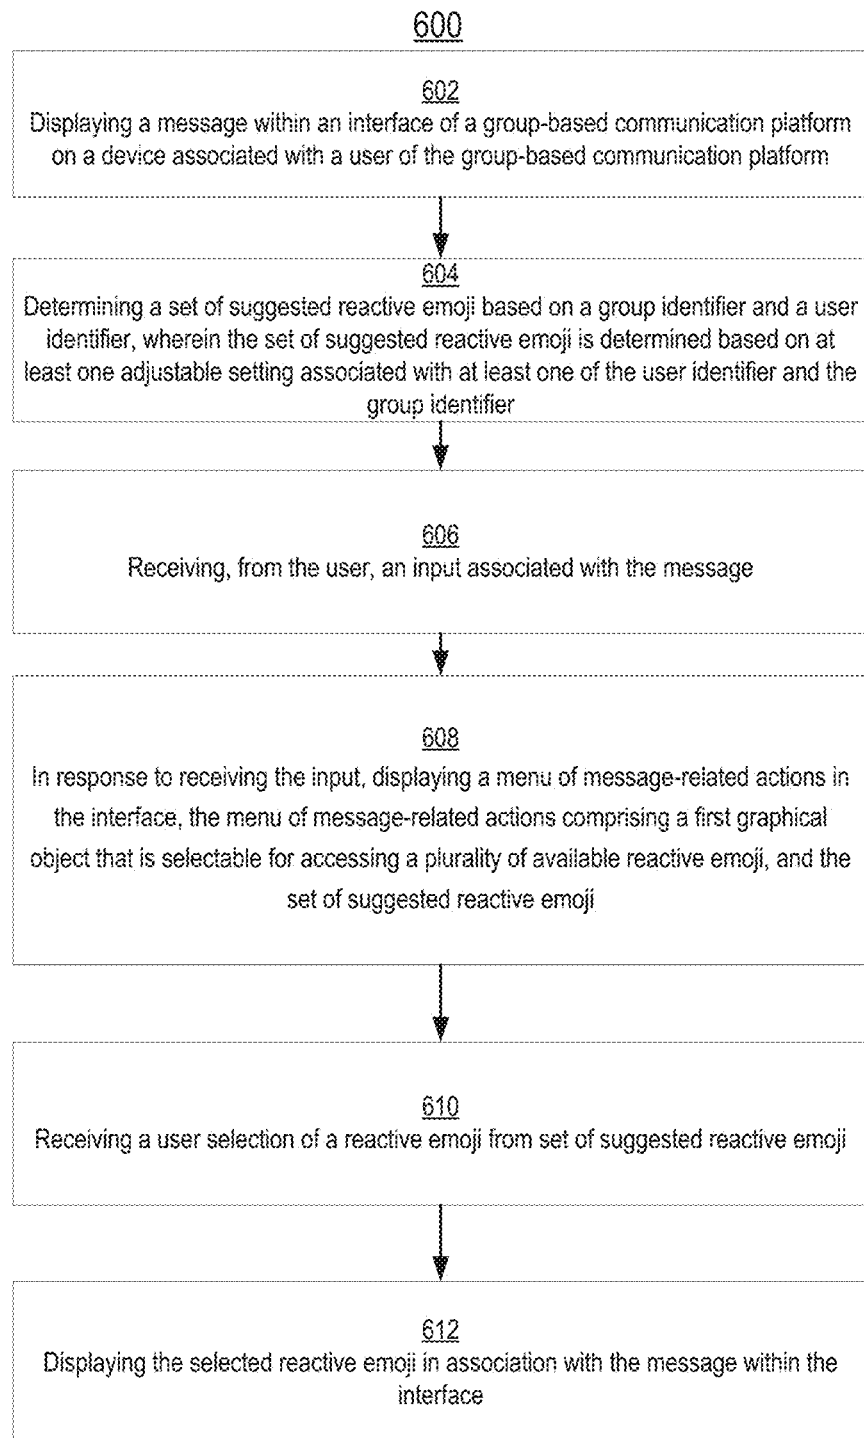 600
602
Displaying a message within an interface of a group-based communication platform
on a device associated with a user of the group-based communication platform
604
Determining a set of suggested reactive emoji based on a group identifier and a user
identifier, wherein the set of suggested reactive emoji is determined based on at
least one adjustable setting associated with at least one of the user identifier and the
group identifier
606
Receiving, from the user, an input associated with the message
608
In response to receiving the input, displaying a menu of message-related actions in
the interface, the menu of message-related actions comprising a first graphical
object that is selectable for accessing a plurality of available reactive emoji, and the
set of suggested reactive emoji
610
Receiving a user selection of a reactive emoji from set of suggested reactive emoji
612
Displaying the selected reactive emoji in association with the message within the
interface